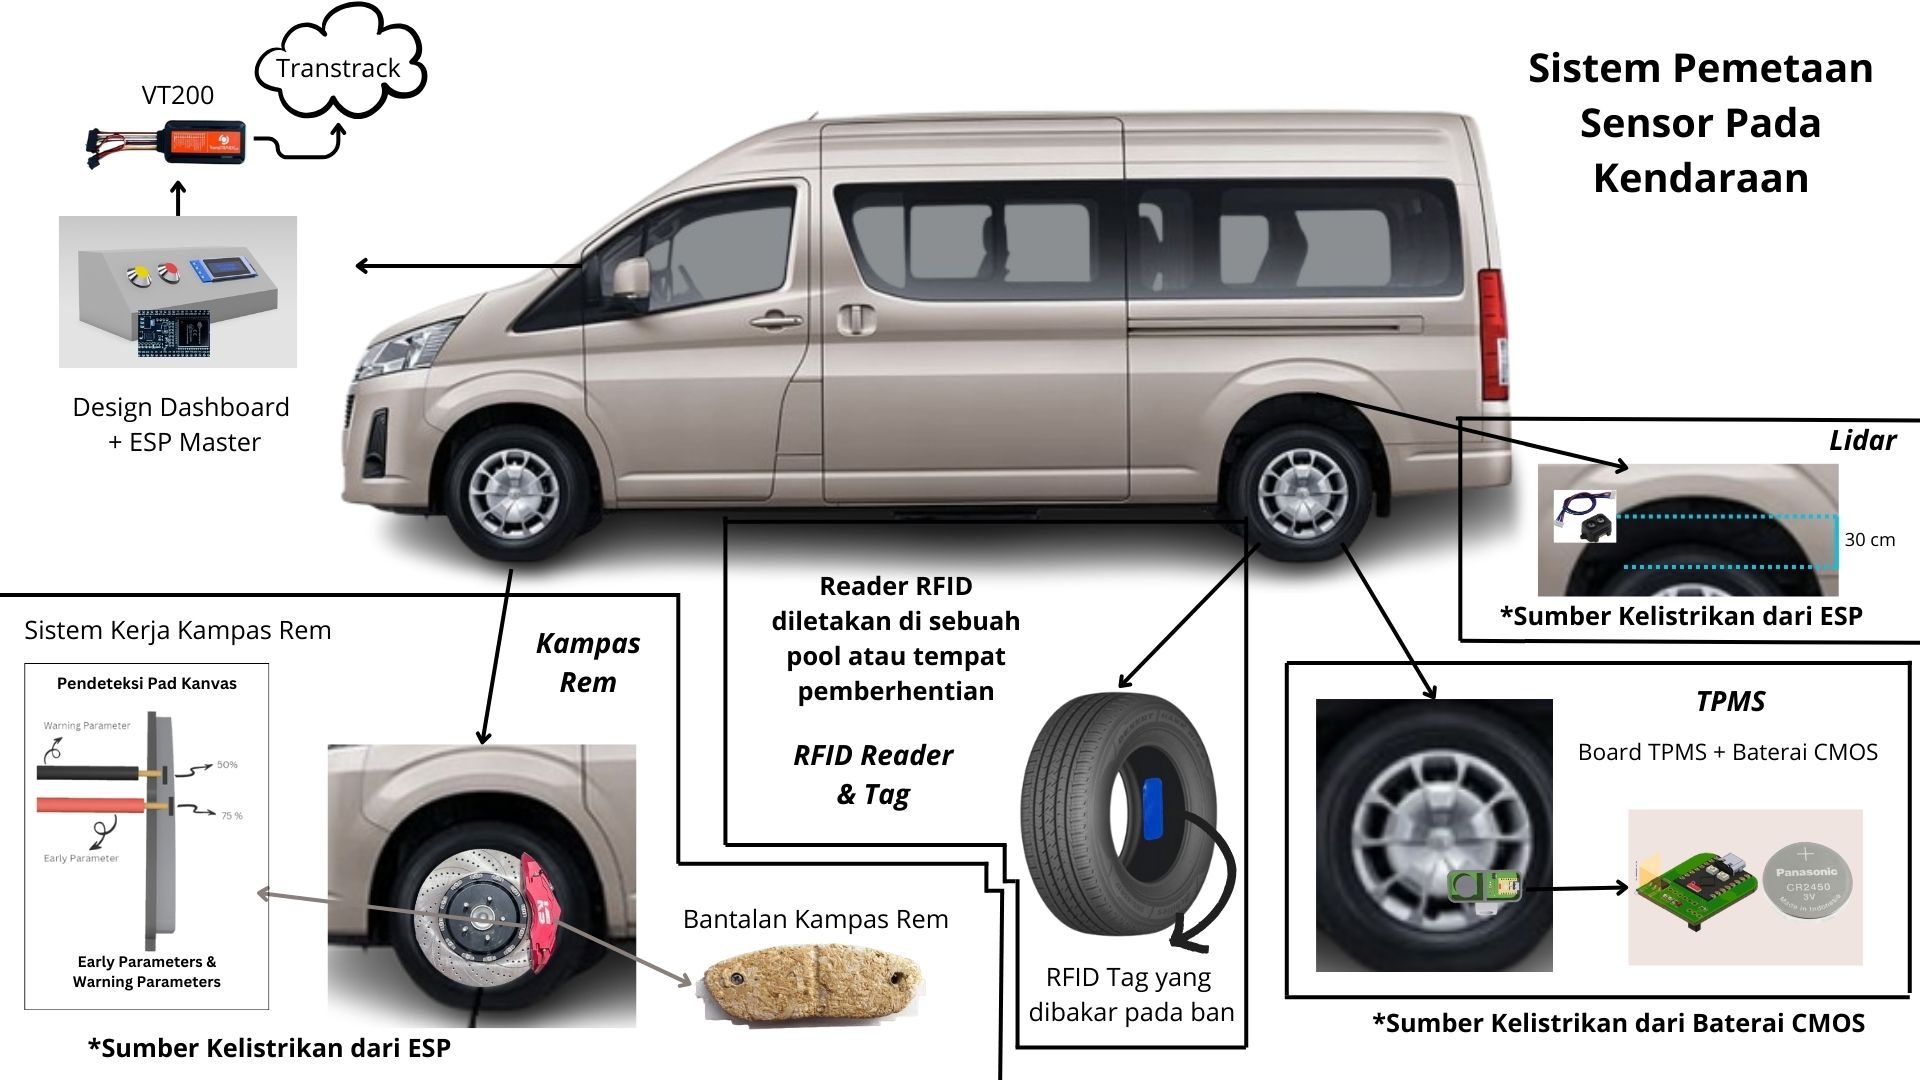 Sistem Pemetaan
Sensor Pada
Kendaraan
Transtrack
VT200
Design Dashboard
+ ESP Master
Lidar
30 cm
*Sumber Kelistrikan dari ESP
Sistem Kerja Kampas Rem
Pendeteksi Pad Kanvas
Warning Parameter
50%
75 %
Early Parameter
Early Parameters &
Warning Parameters
*Sumber Kelistrikan dari ESP
Kampas
Rem
Bantalan Kampas Rem
Reader RFID
diletakan di sebuah
pool atau tempat
pemberhentian
RFID Reader
& Tag
RFID Tag yang
dibakar pada ban
TPMS
Board TPMS + Baterai CMOS
Panasonic
CR2450
3V
Made in Indonesia
*Sumber Kelistrikan dari Baterai CMOS